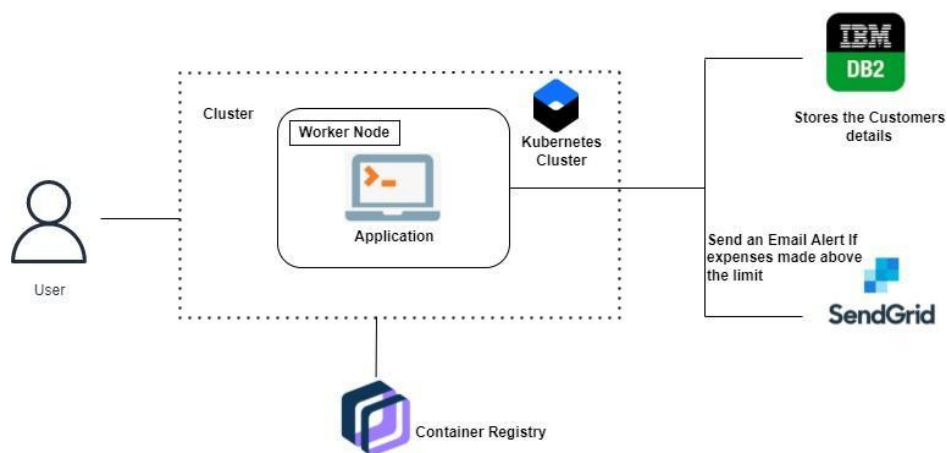 IBM
DB2
Stores the Customers
details
Cluster
Worker Node
Kubernetes
Cluster
Application
User
Send an Email Alert If
expenses made above
the limit
SendGrid
Container Registry